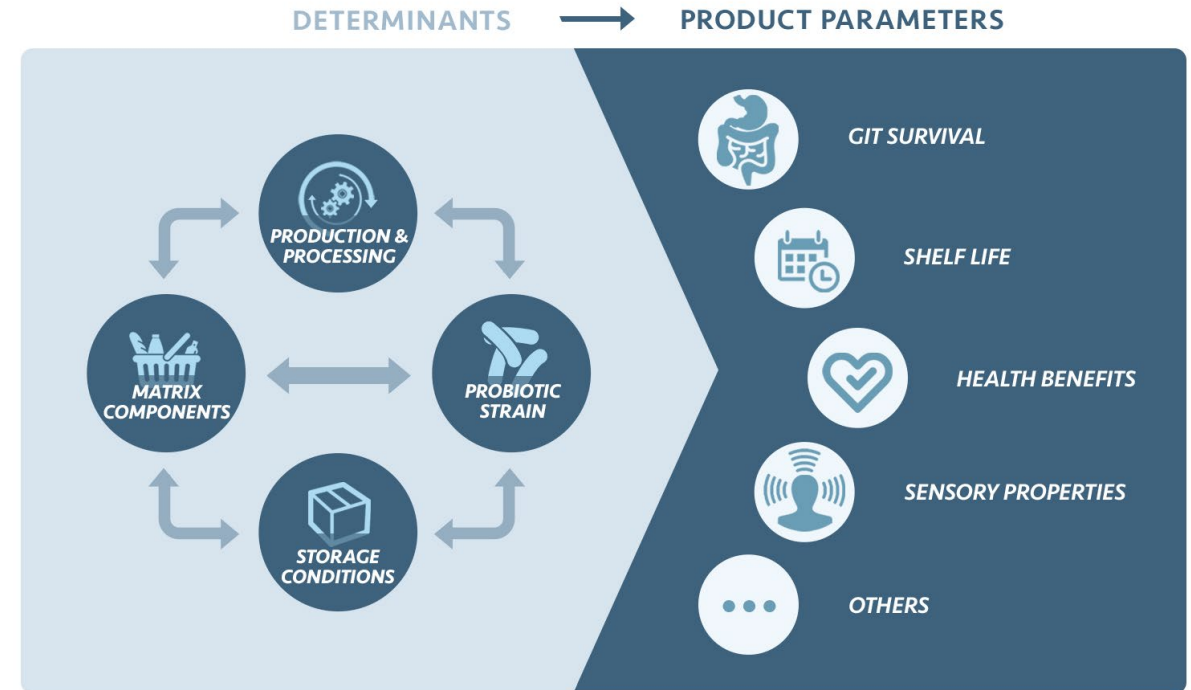 DETERMINANTS
PRODUCT PARAMETERS
PRODUCTION &
PROCESSING
MATRIX
COMPONENTS
PROBIOTIC
STRAIN
STORAGE
CONDITIONS
GIT SURVIVAL
SHELF LIFE
HEALTH BENEFITS
SENSORY PROPERTIES
OTHERS